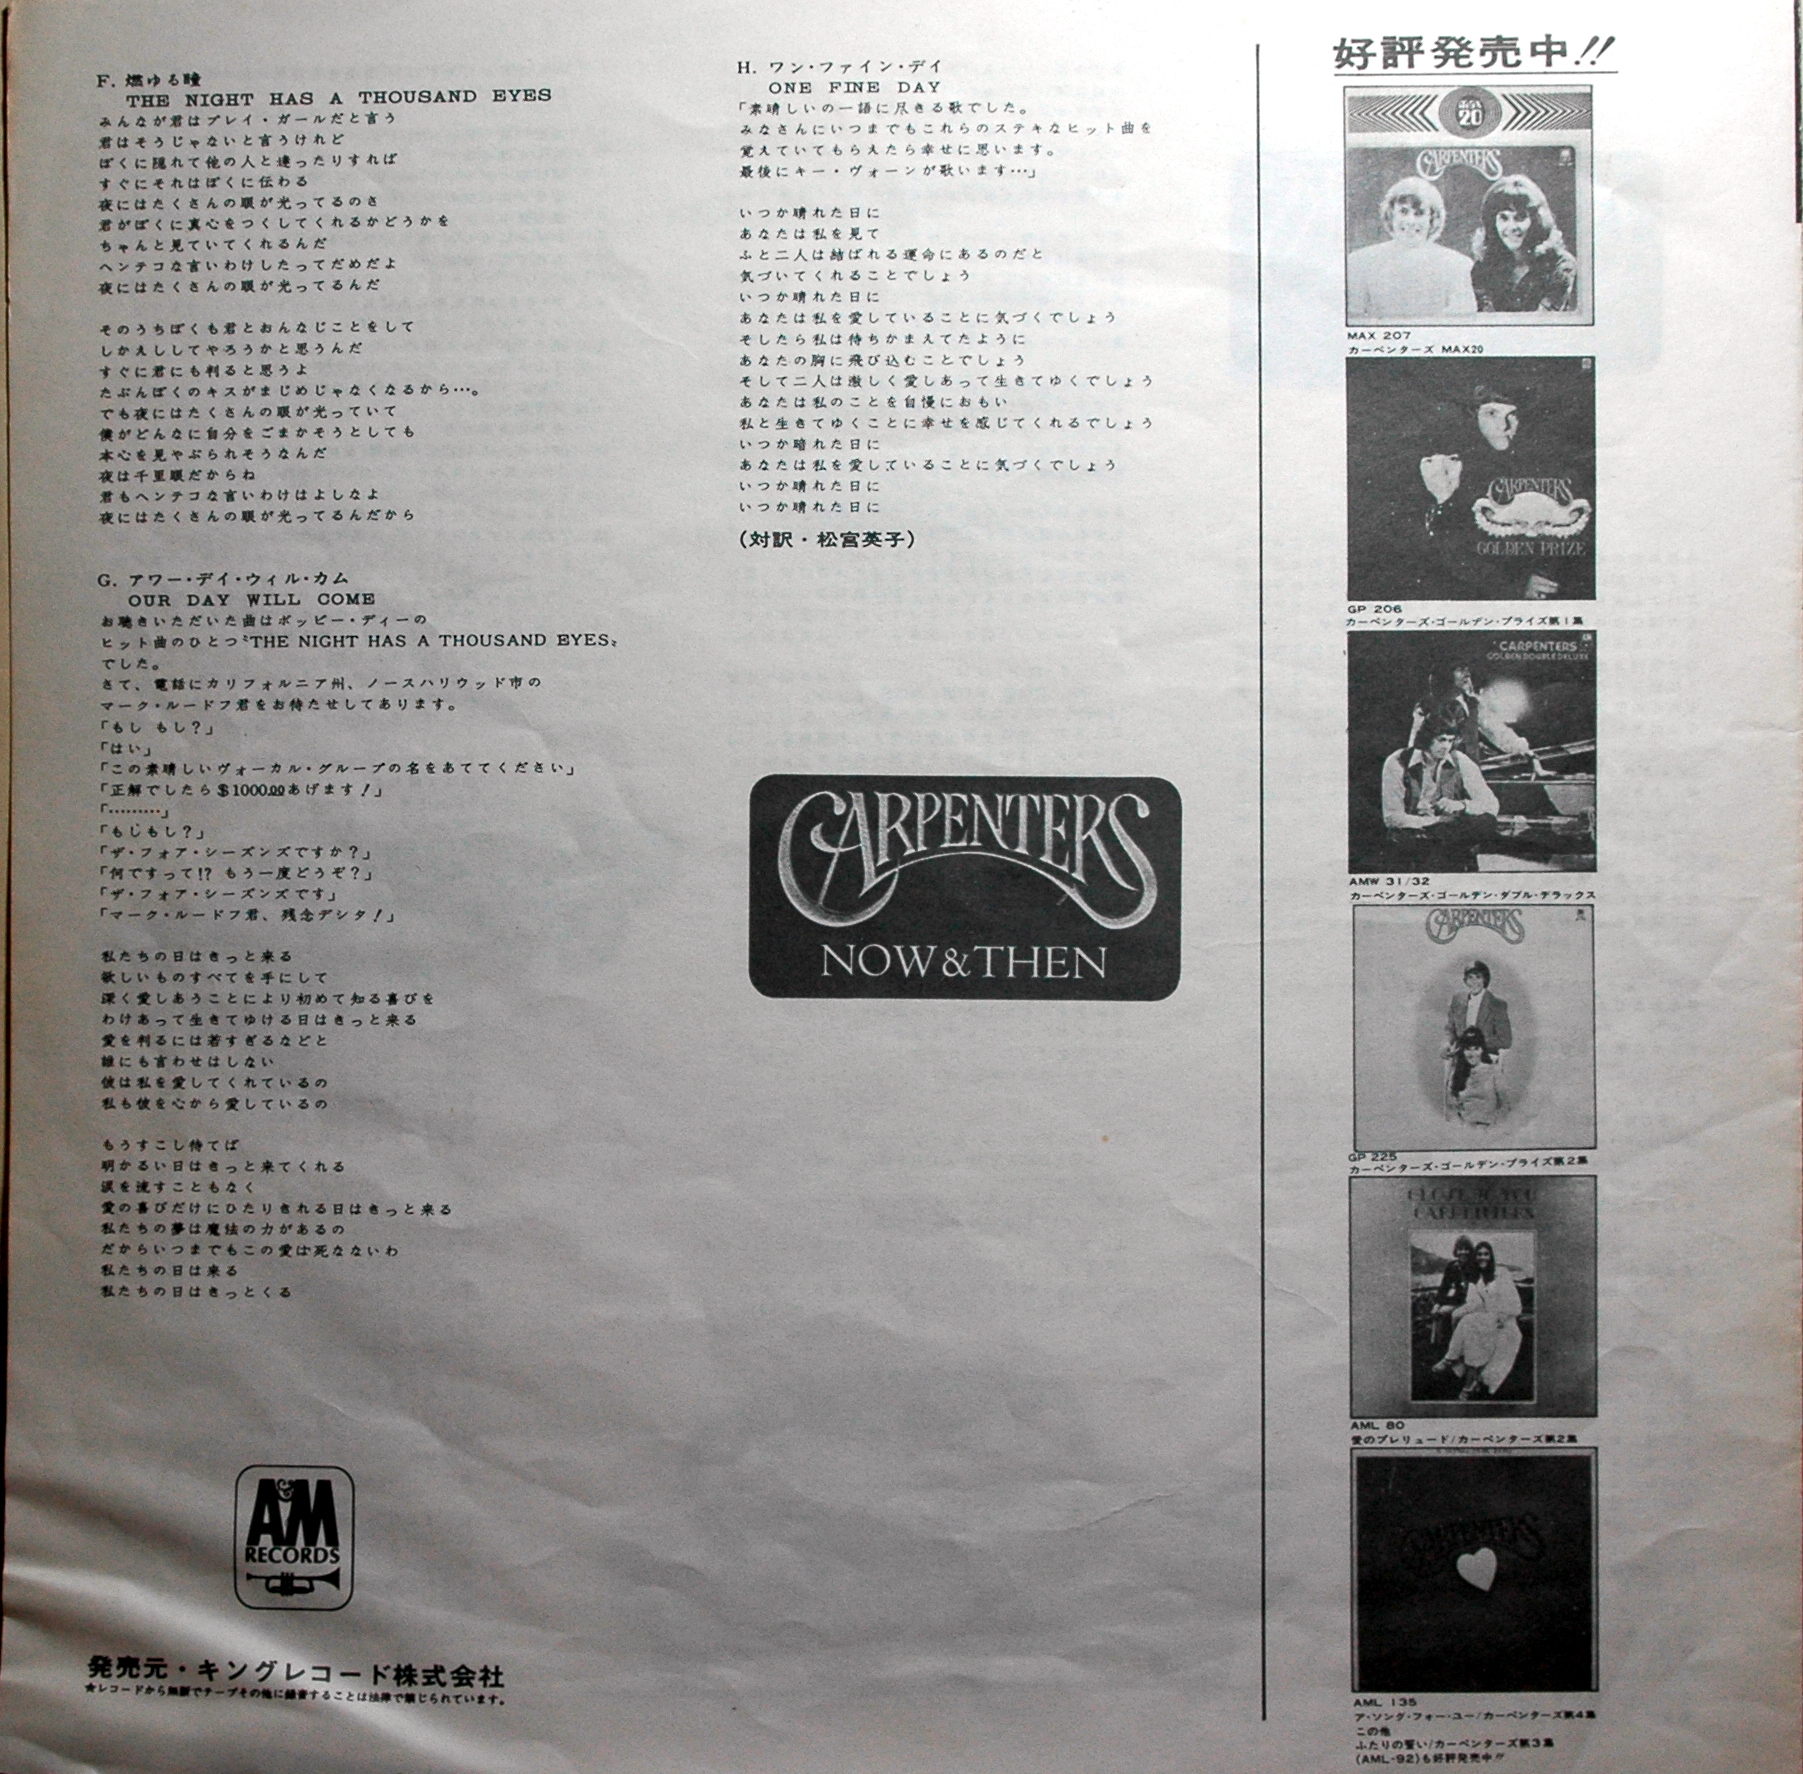 F. 燃ゆる瞳
THE NIGHT HAS A THOUSAND EYES
みんなが君はプレイ・ガールだと言う
君はそうじゃないと言うけれど
ぼくに隠れて他の人と逢ったりすれば
すぐにそれはぼくに伝わる
夜にはたくさんの眼が光ってるのさ
君がぼくに真心をつくしてくれるかどうかを
ちゃんと見ていてくれるんだ
ヘンテコな言いわけしたってだめだよ
夜にはたくさんの眼が光ってるんだ
そのうちぼくも君とおんなじことをして
しかえししてやろうかと思うんだ
すぐに君にも判ると思うよ
たぶんぼくのキスがまじめじゃなくなるから…。
でも夜にはたくさんの眼が光っていて
僕がどんなに自分をごまかそうとしても
本心を見やぶられそうなんだ
夜は千里眼だからね
君もヘンテコな言いわけはよしなよ
夜にはたくさんの眼が光ってるんだから
G. アワー・デイ・ウィル・カム
OUR DAY WILL COME
お聴きいただいた曲はボッビー・ディーの
ヒット曲のひとつ〝THE NIGHT HAS A THOUSAND EYES〟
でした。
さて、電話にカリフォルニア州、ノースハリウッド市の
マーク・ルードフ君をお待たせしてあります。
「もし もし?」
「はい」
「この素晴しいヴォーカル・グループの名をあててください」
「正解でしたら$1000.00あげます!」
「………」
「もしもし?」
「ザ・フォア・シーズンズですか?」
「何ですって!? もう一度どうぞ?」
「ザ・フォア・シーズンズです」
「マーク・ルードフ君、残念デシタ!」
私たちの日はきっと来る
欲しいものすべてを手にして
深く愛しあうことにより初めて知る喜びを
わけあって生きてゆける日はきっと来る
愛を判るには若すぎるなどと
誰にも言わせはしない
彼は私を愛してくれているの
私も彼を心から愛しているの
もうすこし待てば
明かるい日はきっと来てくれる
涙を流すこともなく
愛の喜びだけにひたりきれる日はきっと来る
私たちの夢は魔法の力があるの
だからいつまでもこの愛は死なないわ
私たちの日は来る
私たちの日はきっとくる
A&M
RECORDS
発売元・キングレコード株式会社
★レコードから無断でテープその他に録音することは法律で禁じられています。
H. ワン・ファイン・デイ
ONE FINE DAY
「素晴しいの一語に尽きる歌でした。
みなさんにいつまでもこれらのステキなヒット曲を
覚えていてもらえたら幸せに思います。
最後にキー・ヴォーンが歌います…」
いつか晴れた日に
あなたは私を見て
ふと二人は結ばれる運命にあるのだと
気づいてくれることでしょう
いつか晴れた日に
あなたは私を愛していることに気づくでしょう
そしたら私は待ちかまえてたように
あなたの胸に飛び込むことでしょう
そして二人は激しく愛しあって生きてゆくでしょう
あなたは私のことを自慢におもい
私と生きてゆくことに幸せを感じてくれるでしょう
いつか暗れた日に
あなたは私を愛していることに気づくでしょう
いつか晴れた日に
いつか晴れた日に
(対訳・松宮英子)
CARPENTERS
NOW & THEN
好評発売中!!
20
CARPENTERS
MAX 207
カーペンターズ MAX20
CARPENTERS
GOLDEN PRIZE
GP 206
カーペンターズ・ゴールデン・プライズ第1集
CARPENTERS
GOLDEN DOUBLE DELUXE
AMW 31/32
カーペンターズ・ゴールデン・ダブル・デラックス
CARPENTERS
GP 225
カーペンターズ・ゴールデン・プライズ第2集
CLOSE TO YOU
CARPENTERS
AML 80
愛のプレリュード/カーペンターズ第2集
CARPENTERS
AML 135
ア・ソング・フォー・ユー/カーペンターズ第4集
この他
ふたりの誓い/カーペンターズ第3集
(AML-92)も好評発売中!!